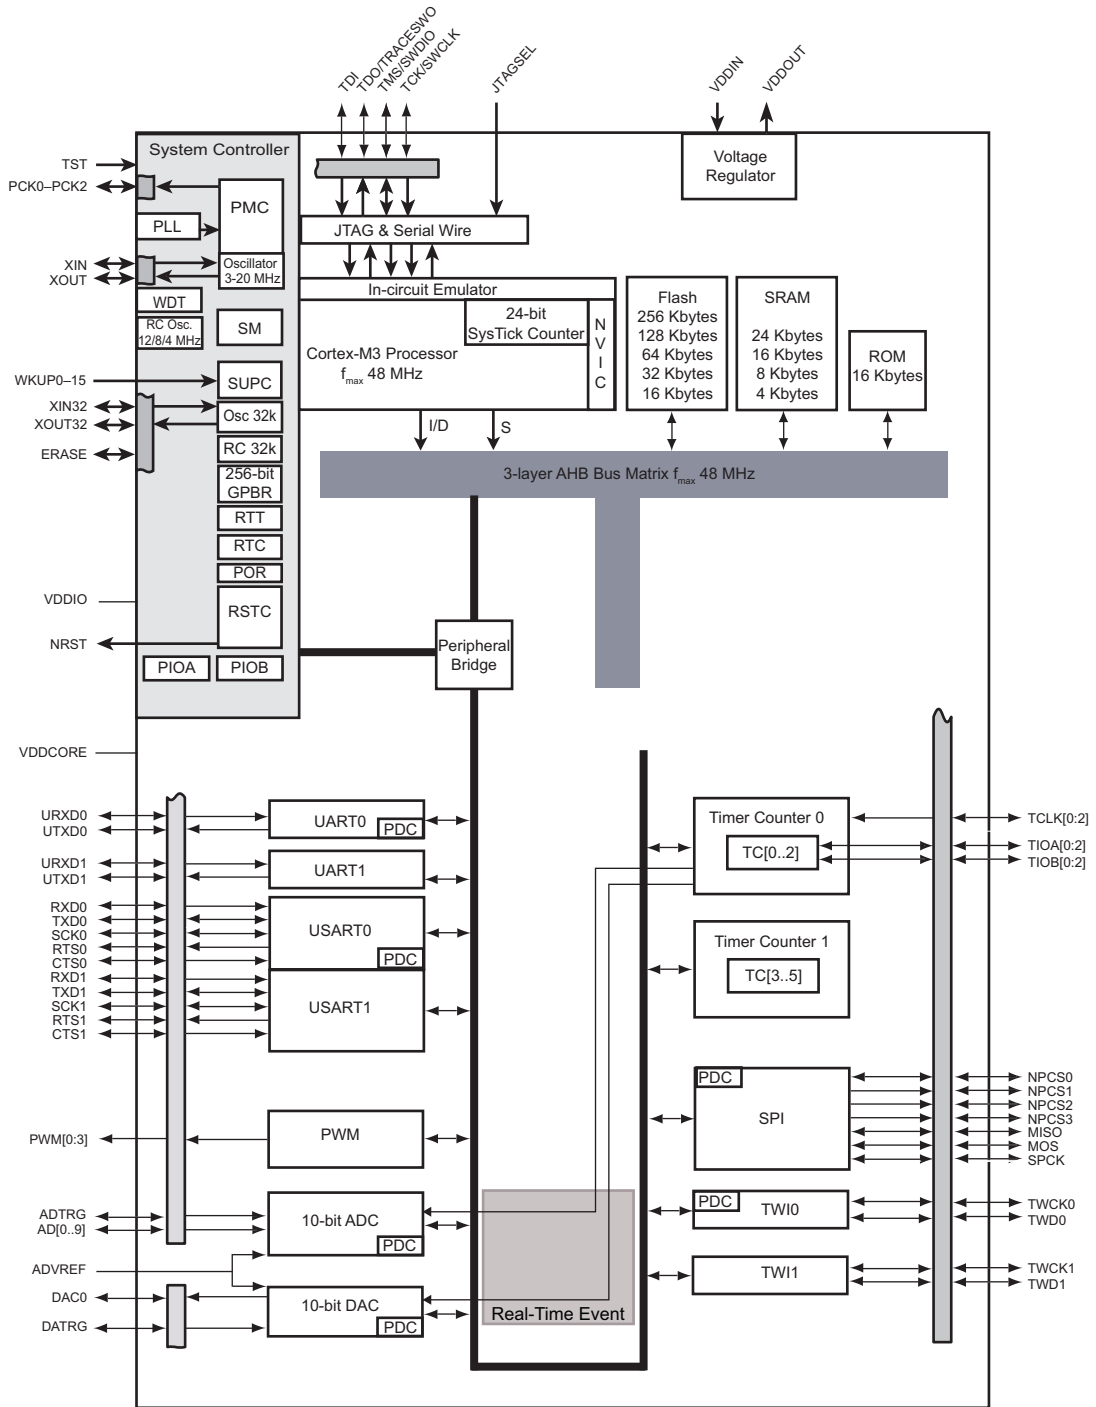 TDI
TDO/TRACESWO
TMS/SWDIO
TCK/SWCLK
JTAGSEL
VDDIN
VDDOUT
System Controller
Voltage
Regulator
TST
PCK0–PCK2
PMC
PLL
JTAG & Serial Wire
XIN
XOUT
Oscillator
3-20 MHz
In-circuit Emulator
WDT
RC Osc.
12/8/4 MHz
SM
24-bit
SysTick Counter
N
V
I
C
Cortex-M3 Processor
fmax 48 MHz
Flash
256 Kbytes
128 Kbytes
64 Kbytes
32 Kbytes
16 Kbytes
SRAM
24 Kbytes
16 Kbytes
8 Kbytes
4 Kbytes
ROM
16 Kbytes
WKUP0–15
SUPC
XIN32
XOUT32
Osc 32k
I/D
S
ERASE
RC 32k
3-layer AHB Bus Matrix fmax 48 MHz
256-bit
GPBR
RTT
RTC
POR
VDDIO
RSTC
NRST
Peripheral
Bridge
PIOA
PIOB
VDDCORE
URXD0
UTXD0
UART0
PDC
Timer Counter 0
TC[0..2]
TCLK[0:2]
TIOA[0:2]
TIOB[0:2]
URXD1
UTXD1
UART1
RXD0
TXD0
SCK0
RTS0
CTS0
USART0
PDC
Timer Counter 1
TC[3..5]
RXD1
TXD1
SCK1
RTS1
CTS1
USART1
PDC
SPI
NPCS0
NPCS1
NPCS2
NPCS3
MISO
MOS
SPCK
PWM[0:3]
PWM
ADTRG
AD[0..9]
10-bit ADC
PDC
PDC
TWI0
TWCK0
TWD0
ADVREF
TWI1
TWCK1
TWD1
DAC0
DATRG
10-bit DAC
PDC
Real-Time Event